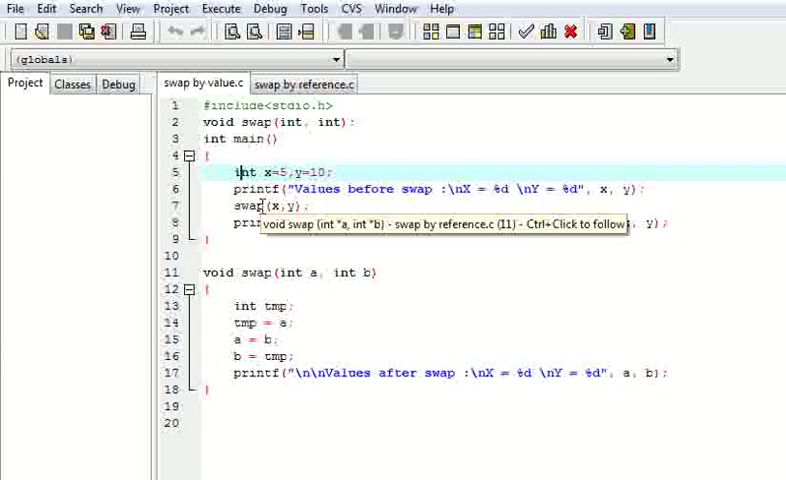 File Edit Search View Project Execute Debug Tools CVS Window Help
(globals)
Project Classes Debug swap by value.c swap by reference.c
1 #include<stdio.h>
2 void swap(int, int);
3 int main()
4 {
5 int x=5,y=10;
6 printf("Values before swap :\nX = %d \nY = %d", x, y);
7 swap(x,y);
8 prin , y);
void swap (int *a, int *b) - swap by reference.c (11) - Ctrl+Click to follow
9 }
10
11 void swap(int a, int b)
12 {
13 int tmp;
14 tmp = a;
15 a = b;
16 b = tmp;
17 printf("\n\nValues after swap :\nX = %d \nY = %d", a, b);
18 }
19
20